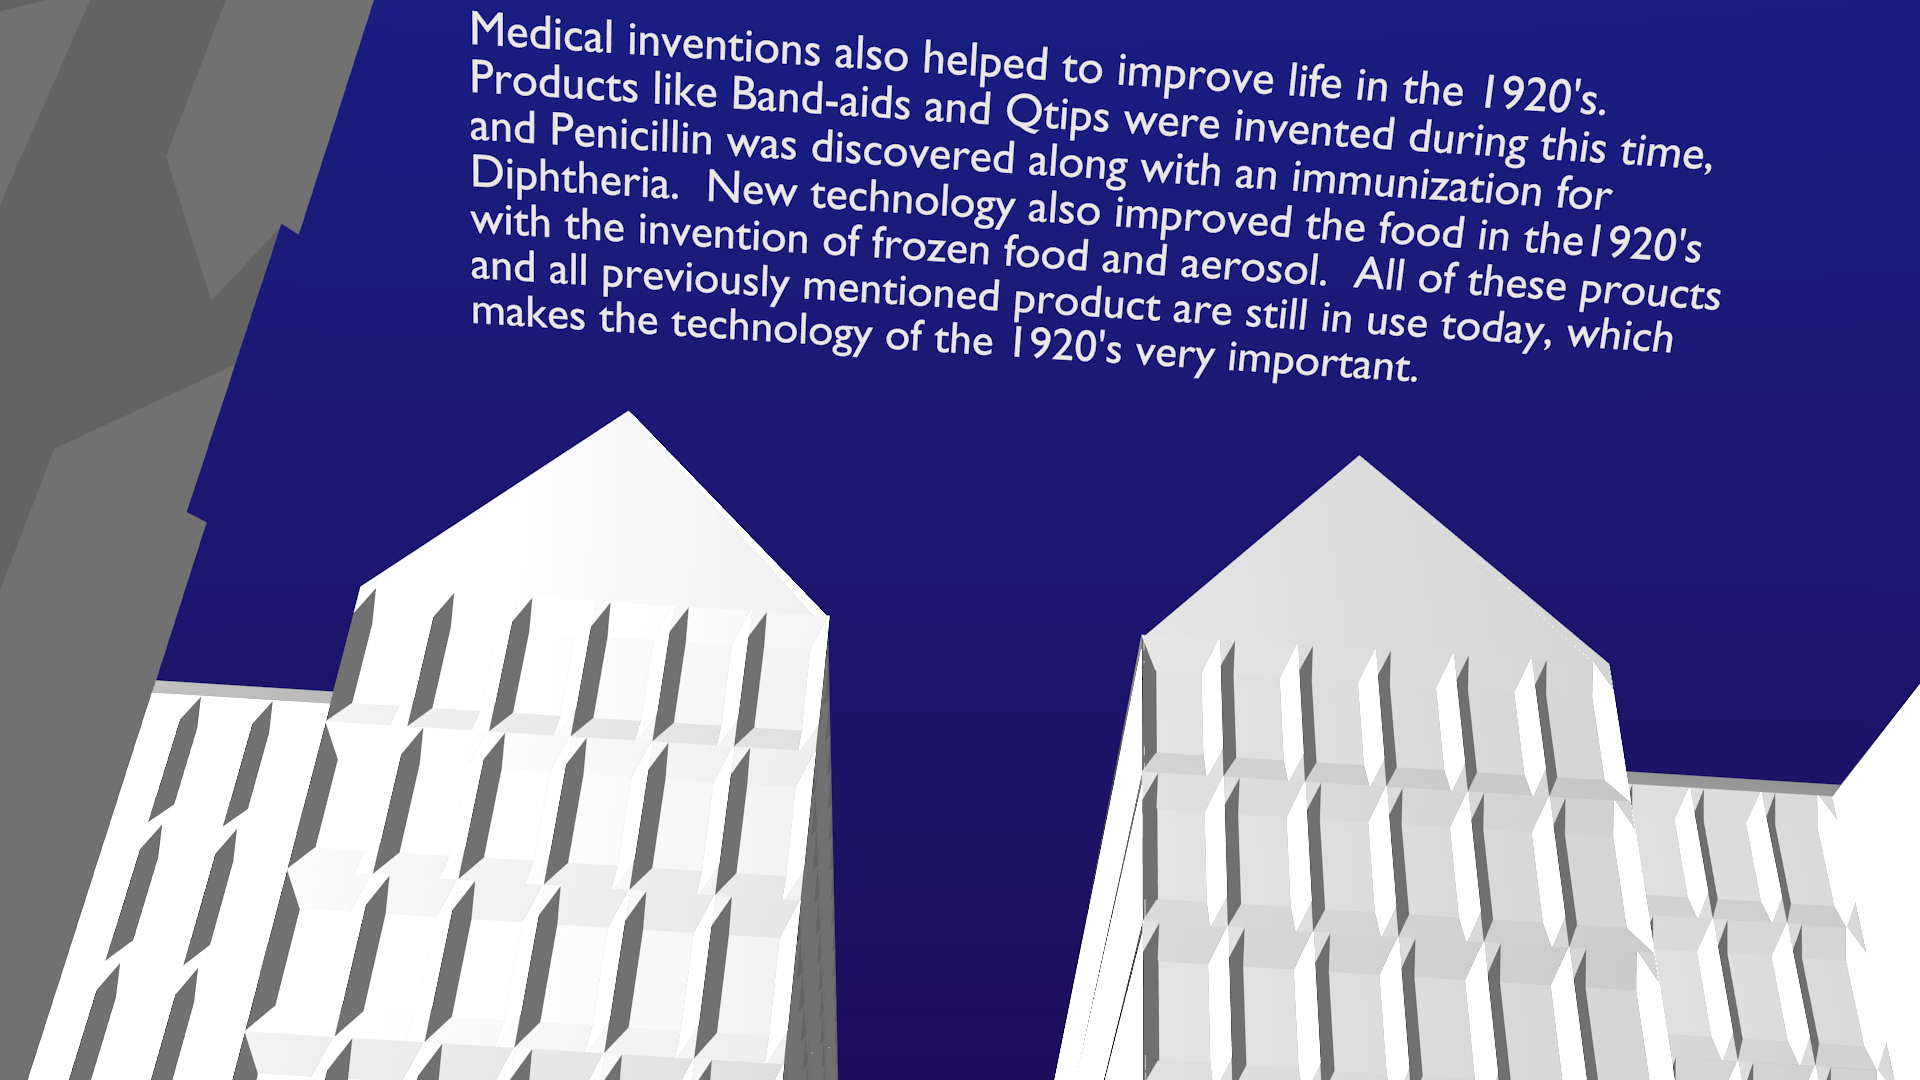 Medical inventions also helped to improve life in the 1920's.
Products like Band-aids and Qtips were invented during this time,
and Penicillin was discovered along with an immunization for
Diphtheria.  New technology also improved the food in the1920's
with the invention of frozen food and aerosol.  All of these proucts
and all previously mentioned product are still in use today, which
makes the technology of the 1920's very important.